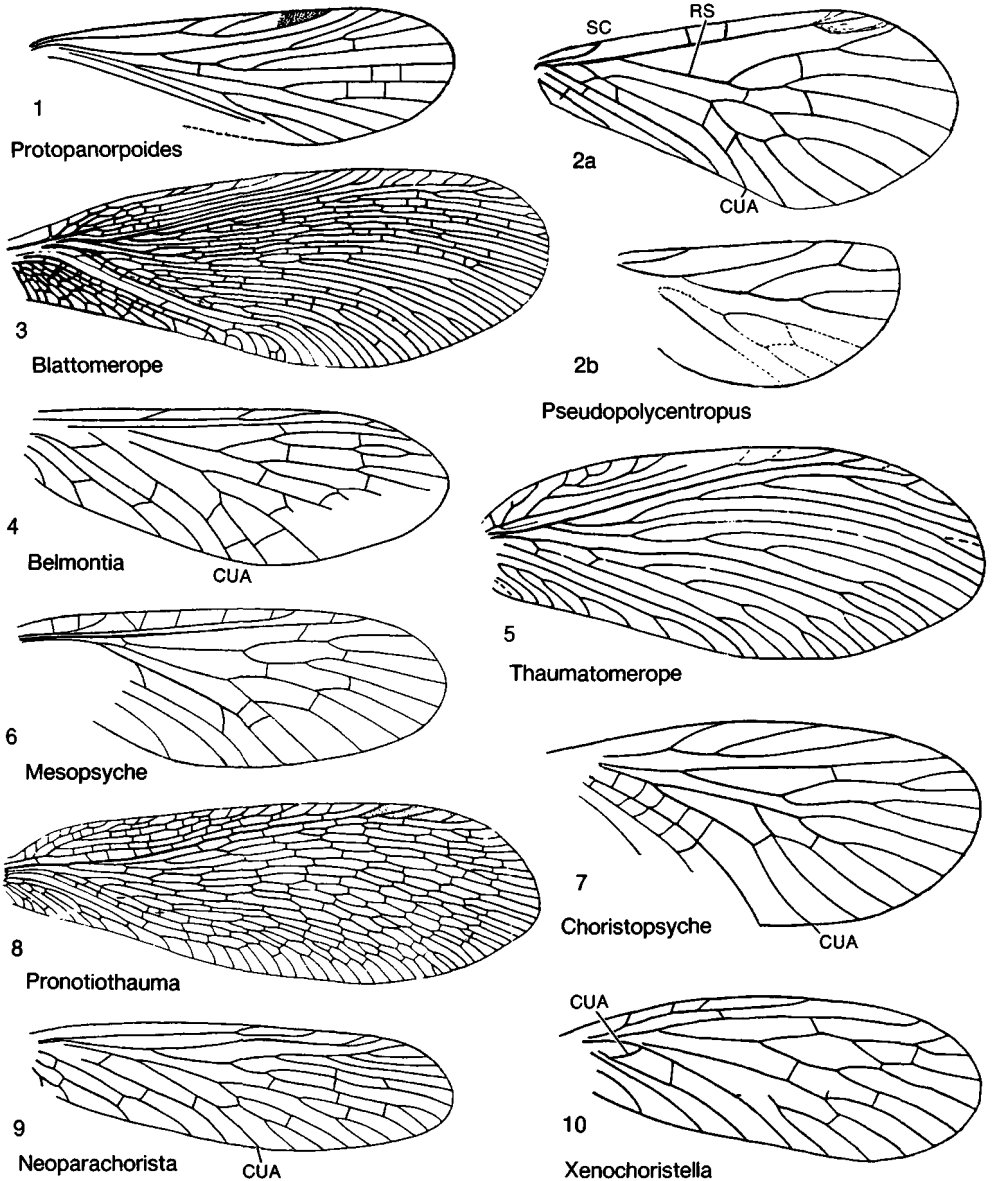 1
Protopanorpoides
SC
RS
2a
CUA
3
Blattomerope
2b
Pseudopolycentropus
4
Belmontia
CUA
5
Thaumatomerope
6
Mesopsyche
7
Choristopsyche
CUA
8
Pronotiothauma
9
Neoparachorista
CUA
CUA
10
Xenochoristella